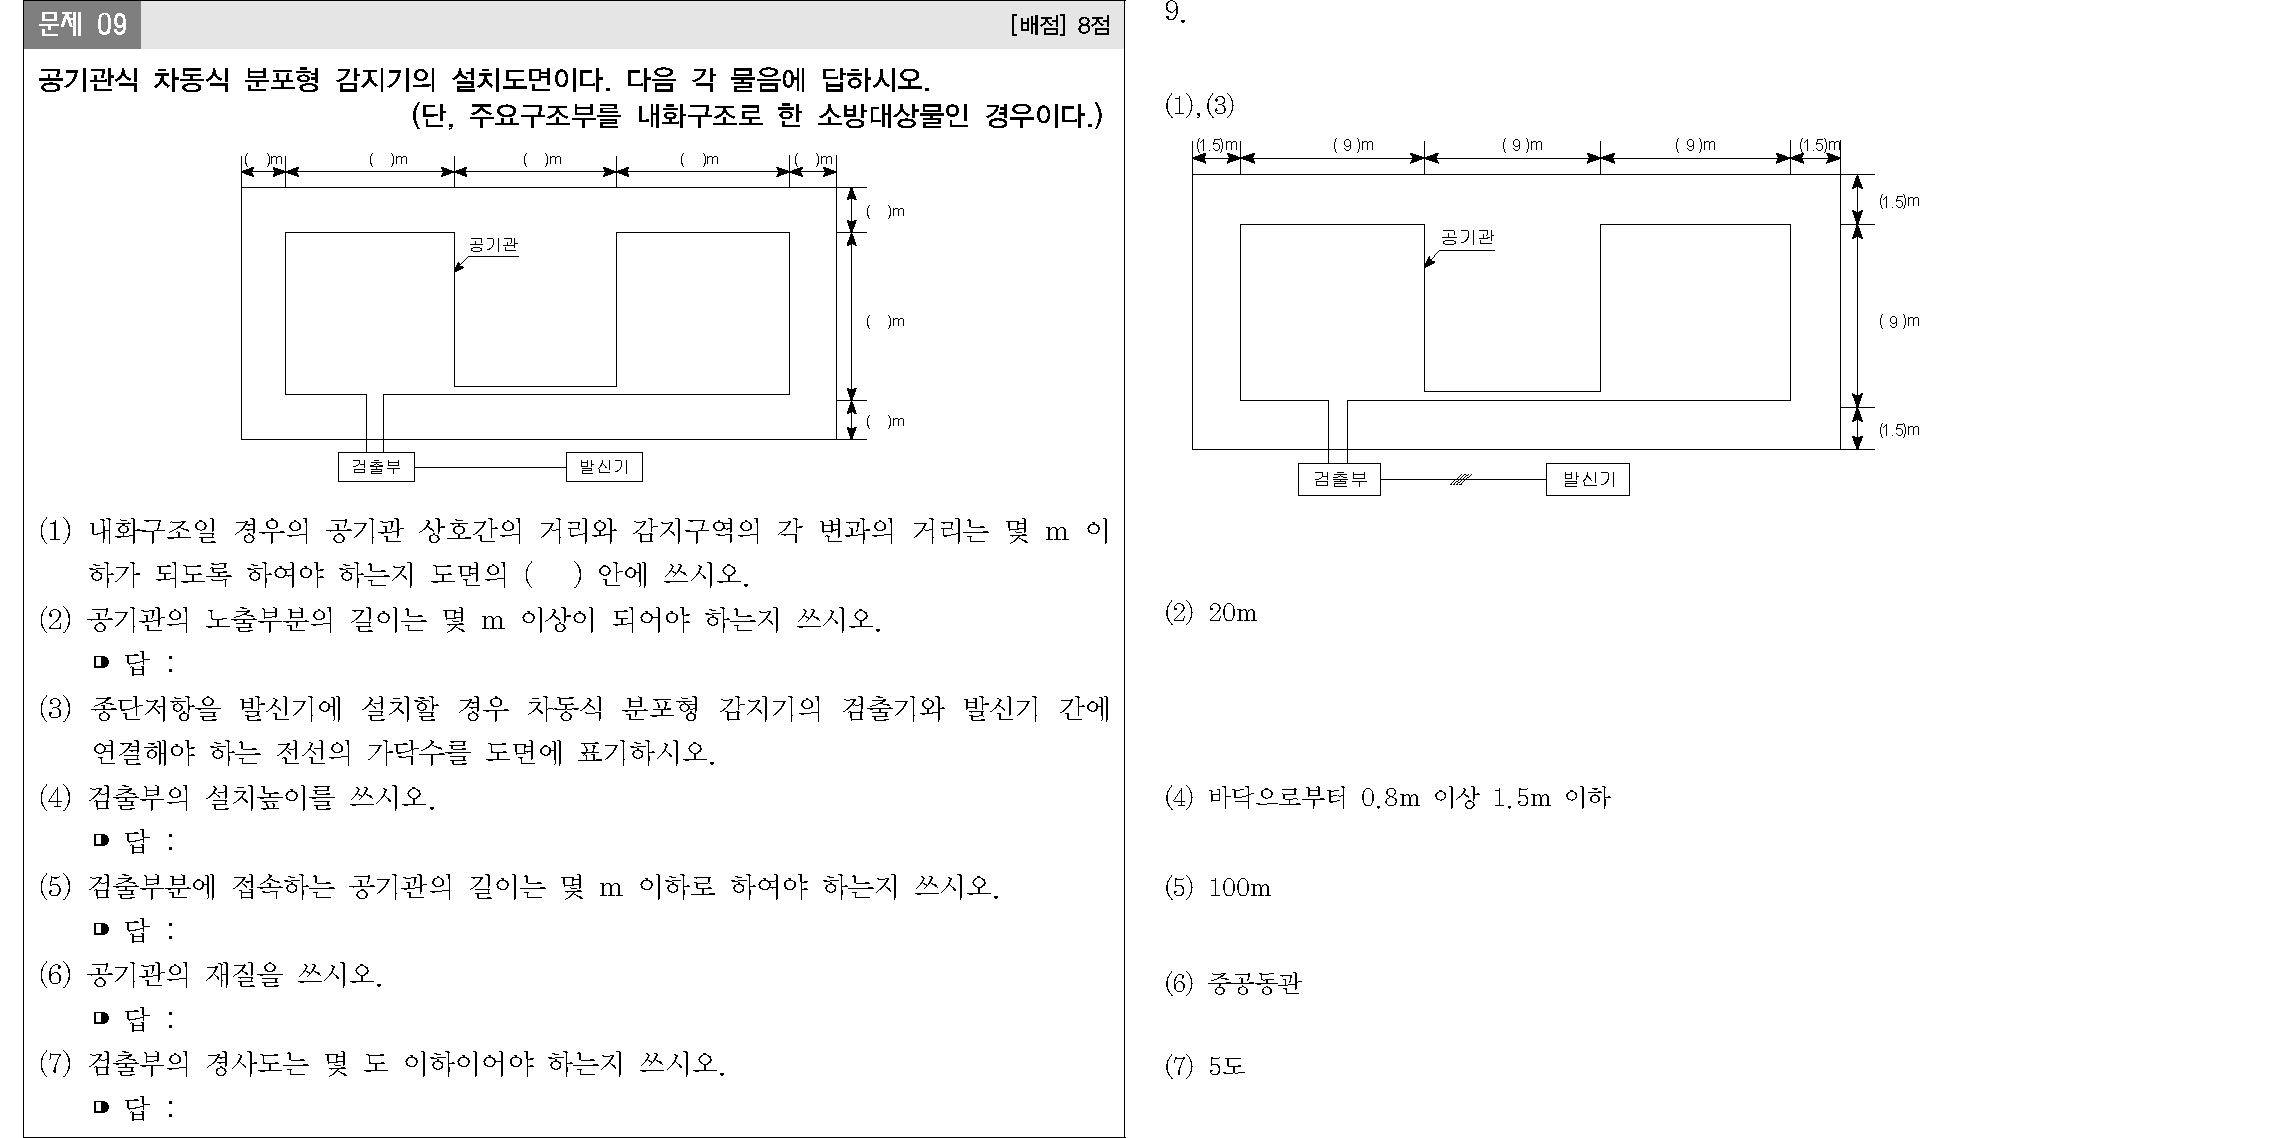 문제 09
[배점] 8점
공기관식 차동식 분포형 감지기의 설치도면이다. 다음 각 물음에 답하시오.
(단, 주요구조부를 내화구조로 한 소방대상물인 경우이다.)
( )m ( )m ( )m ( )m ( )m
( )m
공기관
( )m
( )m
검출부 발신기
(1) 내화구조일 경우의 공기관 상호간의 거리와 감지구역의 각 변과의 거리는 몇 m 이
하가 되도록 하여야 하는지 도면의 ( ) 안에 쓰시오.
(2) 공기관의 노출부분의 길이는 몇 m 이상이 되어야 하는지 쓰시오.
답 :
(3) 종단저항을 발신기에 설치할 경우 차동식 분포형 감지기의 검출기와 발신기 간에
연결해야 하는 전선의 가닥수를 도면에 표기하시오.
(4) 검출부의 설치높이를 쓰시오.
답 :
(5) 검출부분에 접속하는 공기관의 길이는 몇 m 이하로 하여야 하는지 쓰시오.
답 :
(6) 공기관의 재질을 쓰시오.
답 :
(7) 검출부의 경사도는 몇 도 이하이어야 하는지 쓰시오.
답 :
9.
(1),(3)
(1.5)m ( 9 )m ( 9 )m ( 9 )m (1.5)m
(1.5)m
공기관
( 9 )m
(1.5)m
검출부 발신기
(2) 20m
(4) 바닥으로부터 0.8m 이상 1.5m 이하
(5) 100m
(6) 중공동관
(7) 5도